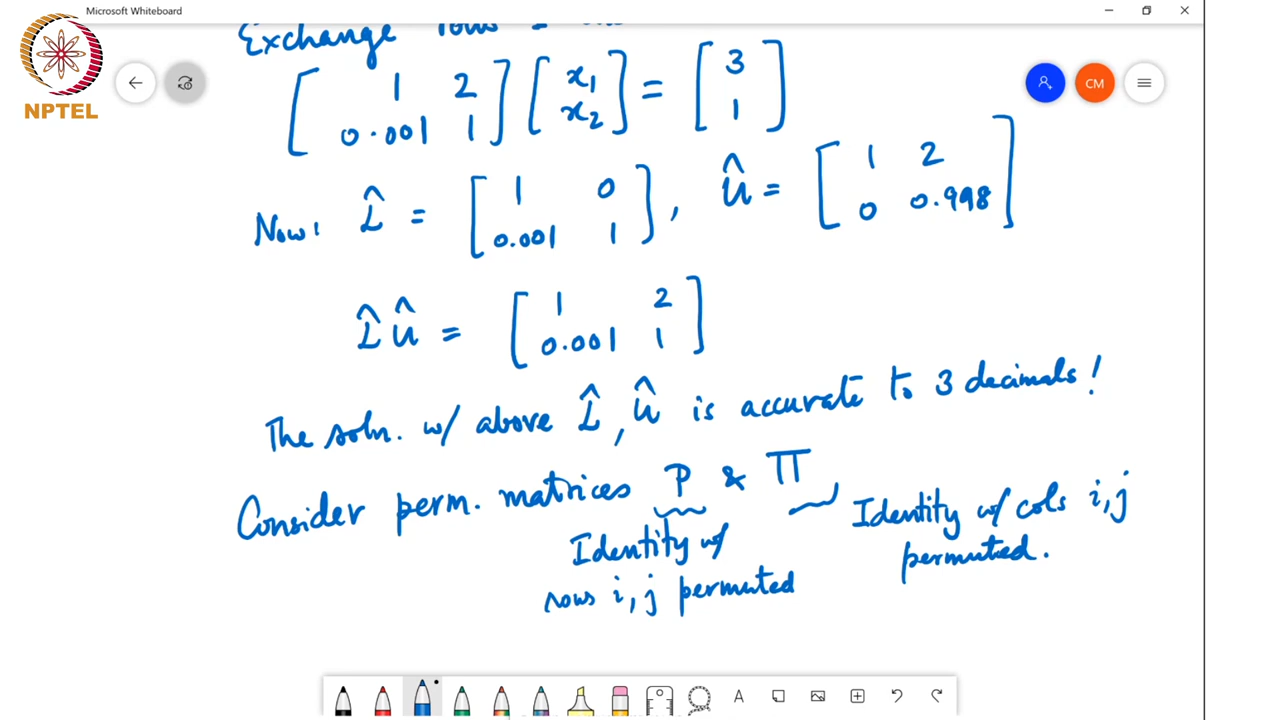 Microsoft Whiteboard
NPTEL
CM
Exchange rows
[1 2; 0.001 1] [x₁; x₂] = [3; 1]
Now: L̂ = [1 0; 0.001 1], Û = [1 2; 0 0.998]
L̂Û = [1 2; 0.001 1]
The soln. w/ above L̂, Û is accurate to 3 decimals!
Consider perm. matrices P & Π
Identity w/ rows i, j permuted
Identity w/ cols i, j permuted.
A